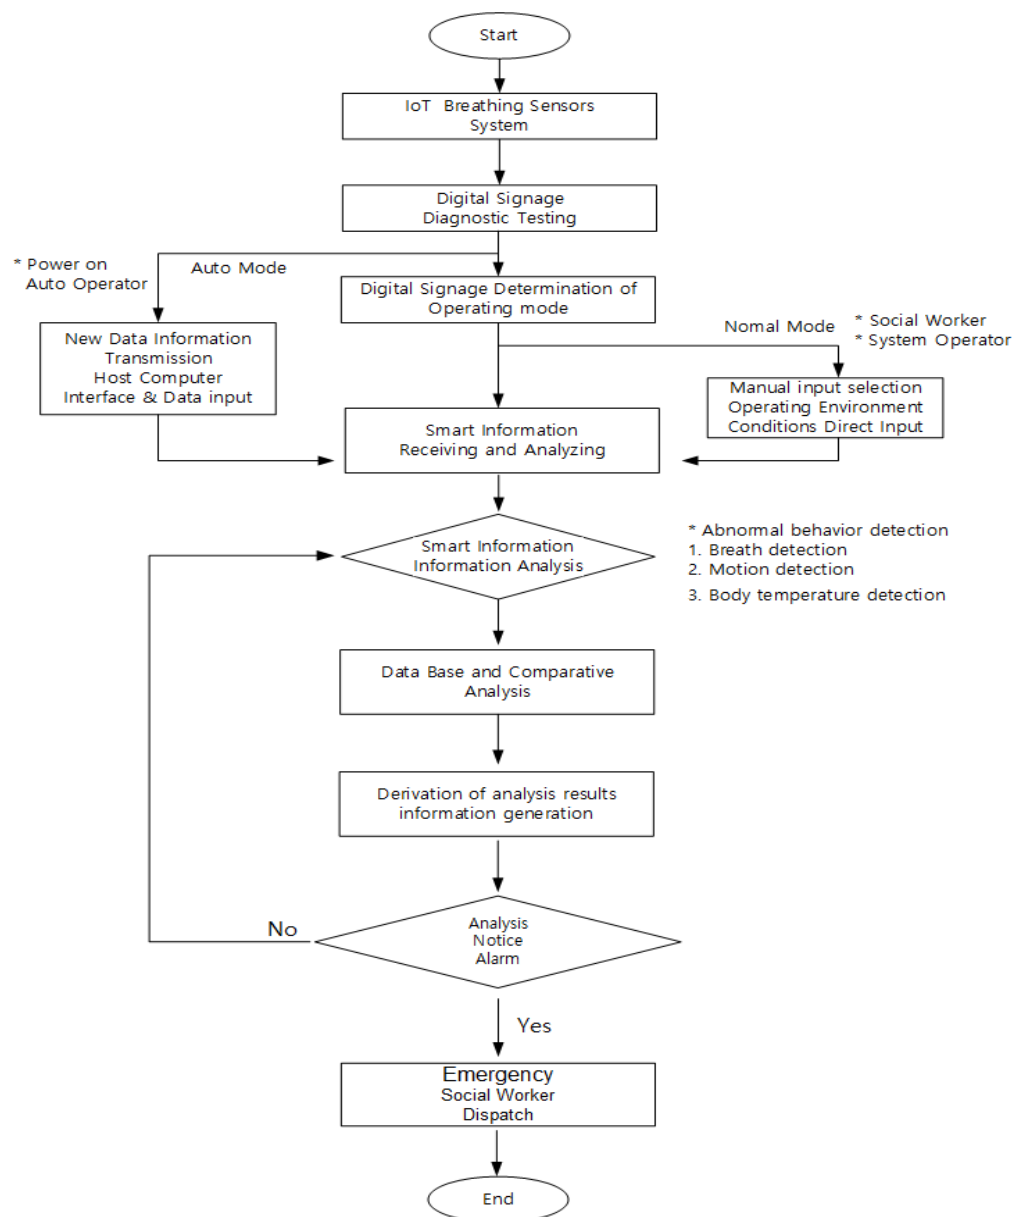 Start
IoT Breathing Sensors
System
Digital Signage
Diagnostic Testing
* Power on
Auto Operator
Auto Mode
Digital Signage Determination of
Operating mode
New Data Information
Transmission
Host Computer
Interface & Data input
Nomal Mode
* Social Worker
* System Operator
Manual input selection
Operating Environment
Conditions Direct Input
Smart Information
Receiving and Analyzing
Smart Information
Information Analysis
* Abnormal behavior detection
1. Breath detection
2. Motion detection
3. Body temperature detection
Data Base and Comparative
Analysis
Derivation of analysis results
information generation
No
Analysis
Notice
Alarm
Yes
Emergency
Social Worker
Dispatch
End